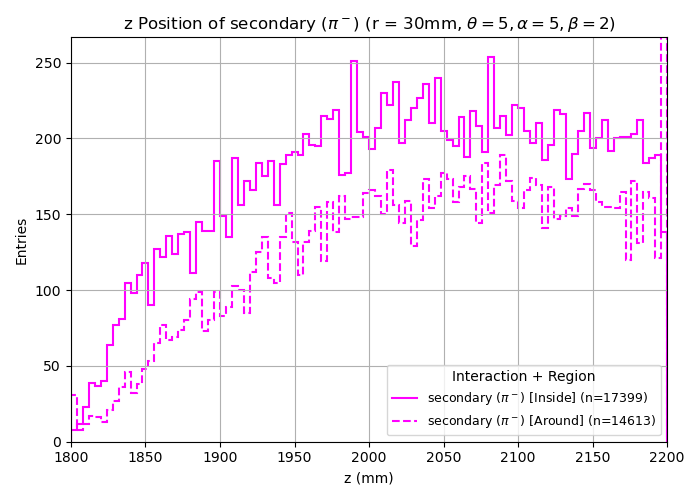 z Position of secondary (π⁻) (r = 30mm, θ = 5, α = 5, β = 2)
250
200
150
100
50
0
Entries
1800 1850 1900 1950 2000 2050 2100 2150 2200
z (mm)
Interaction + Region
secondary (π⁻) [Inside] (n=17399)
secondary (π⁻) [Around] (n=14613)